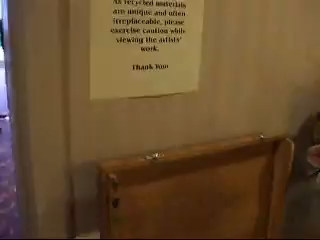 As recycled materials
are unique and often
irreplaceable, please
exercise caution while
viewing the artists'
work.
Thank You